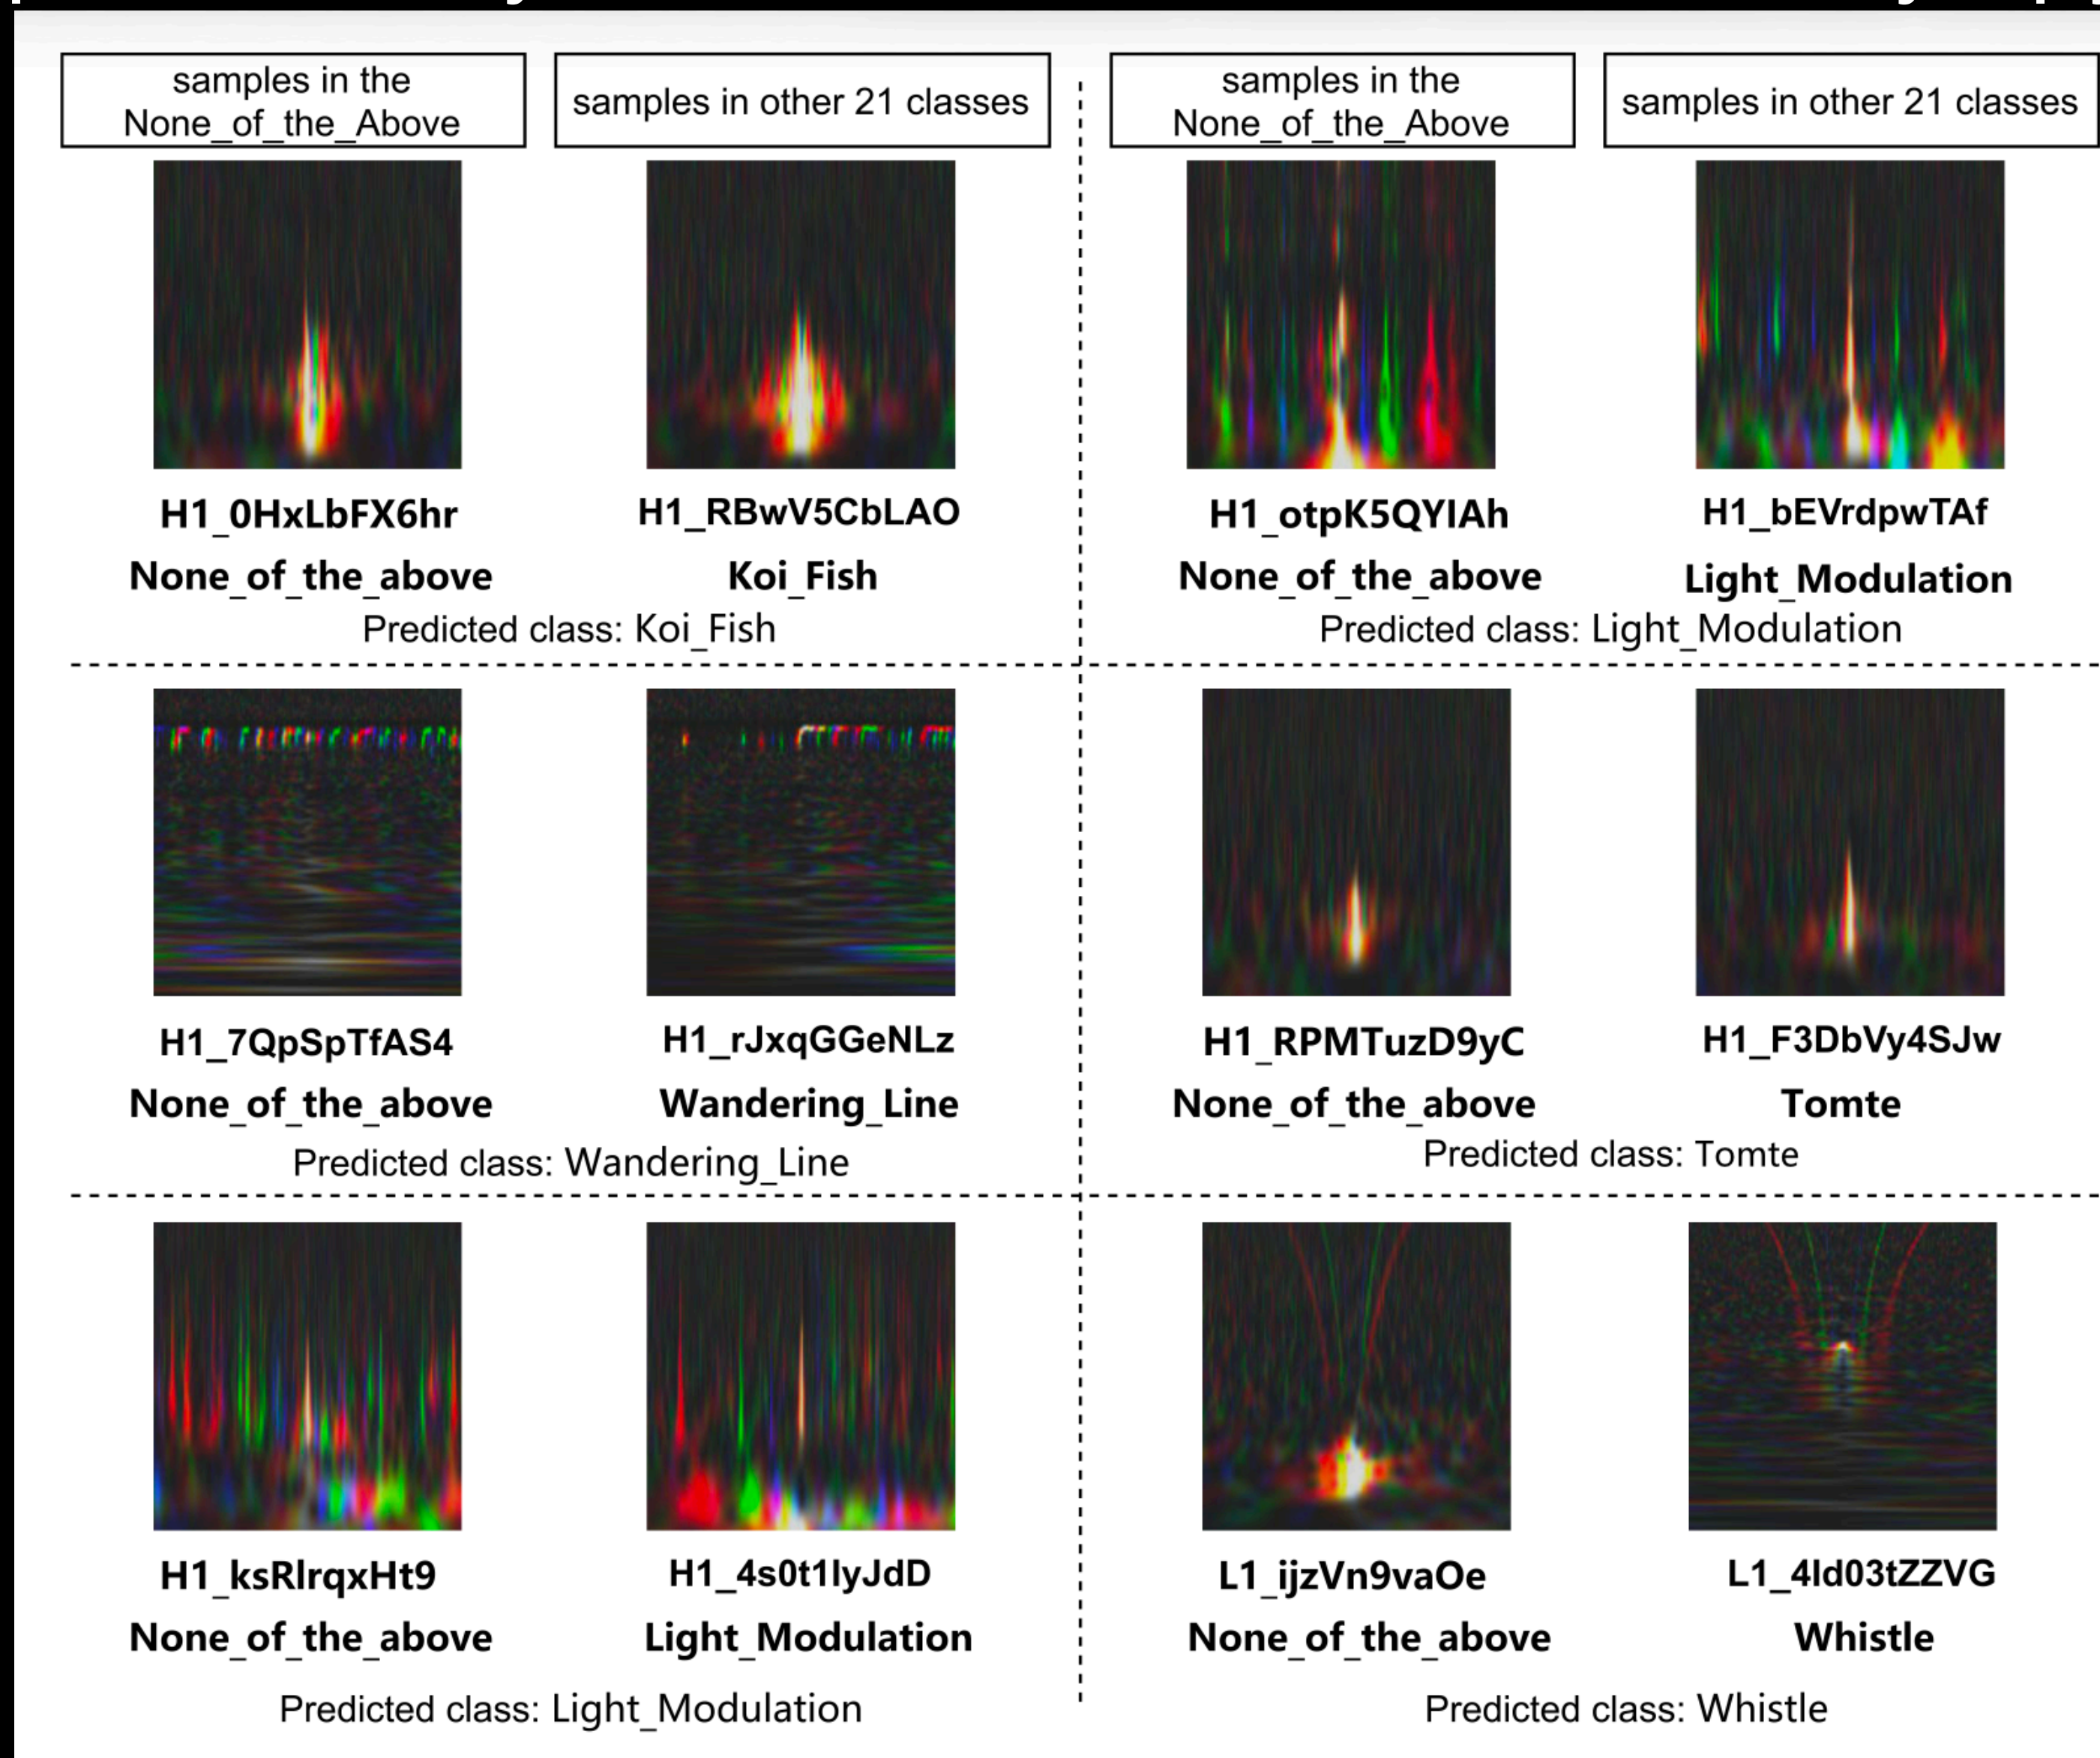 samples in the
None_of_the_Above
samples in other 21 classes
samples in the
None_of_the_Above
samples in other 21 classes
H1_0HxLbFX6hr
H1_RBwV5CbLAO
H1_otpK5QYIAh
H1_bEVrdpwTAf
None_of_the_above
Koi_Fish
None_of_the_above
Light_Modulation
Predicted class: Koi_Fish
Predicted class: Light_Modulation
H1_7QpSpTfAS4
H1_rJxqGGeNLz
H1_RPMTuzD9yC
H1_F3DbVy4SJw
None_of_the_above
Wandering_Line
None_of_the_above
Tomte
Predicted class: Wandering_Line
Predicted class: Tomte
H1_ksRlrqxHt9
H1_4s0t1lyJdD
L1_ijzVn9vaOe
L1_4Id03tZZVG
None_of_the_above
Light_Modulation
None_of_the_above
Whistle
Predicted class: Light_Modulation
Predicted class: Whistle